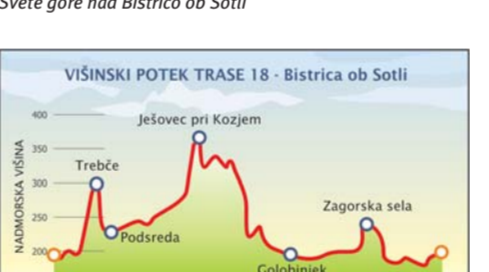 Svete gore nad Bistrico ob Sotli
VIŠINSKI POTEK TRASE 18 - Bistrica ob Sotli
NADMORSKA VIŠINA
400
350
300
250
200
Ješovec pri Kozjem
Trebče
Podsreda
Zagorska sela
Golobinjek